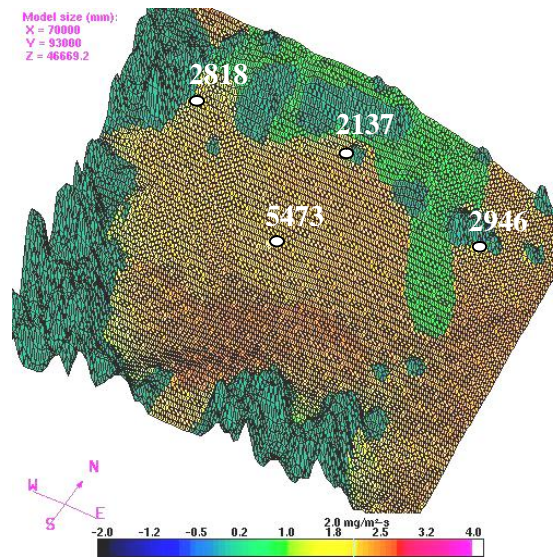 Model size (mm):
X = 70000
Y = 93000
Z = 46669.2
2818
2137
5473
2946
N
W
E
S
2.0 mg/m²-s
-2.0 -1.2 -0.5 0.2 1.0 1.8 2.5 3.2 4.0